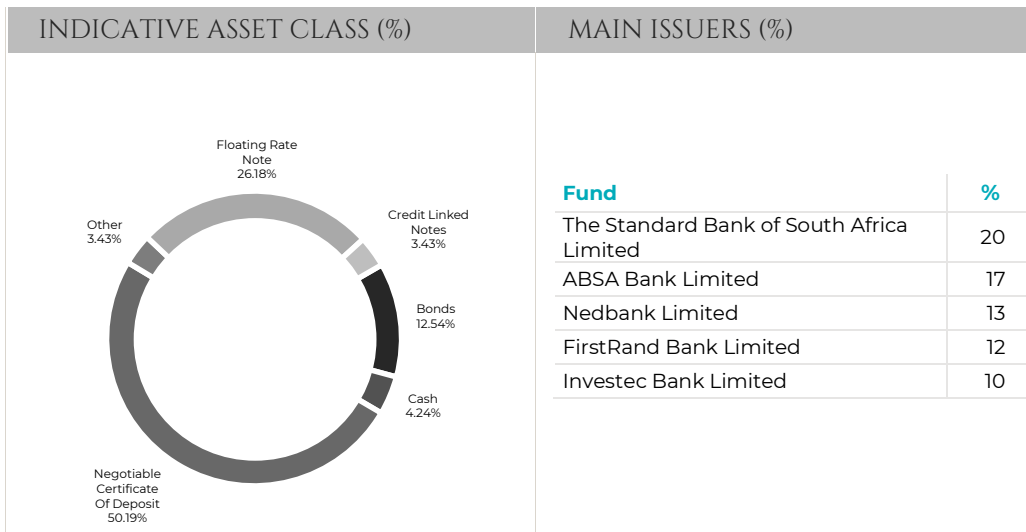 INDICATIVE ASSET CLASS (%)
Floating Rate
Note
26.18%
Credit Linked
Notes
3.43%
Other
3.43%
Bonds
12.54%
Cash
4.24%
Negotiable
Certificate
Of Deposit
50.19%
MAIN ISSUERS (%)
Fund %
The Standard Bank of South Africa
Limited 20
ABSA Bank Limited 17
Nedbank Limited 13
FirstRand Bank Limited 12
Investec Bank Limited 10